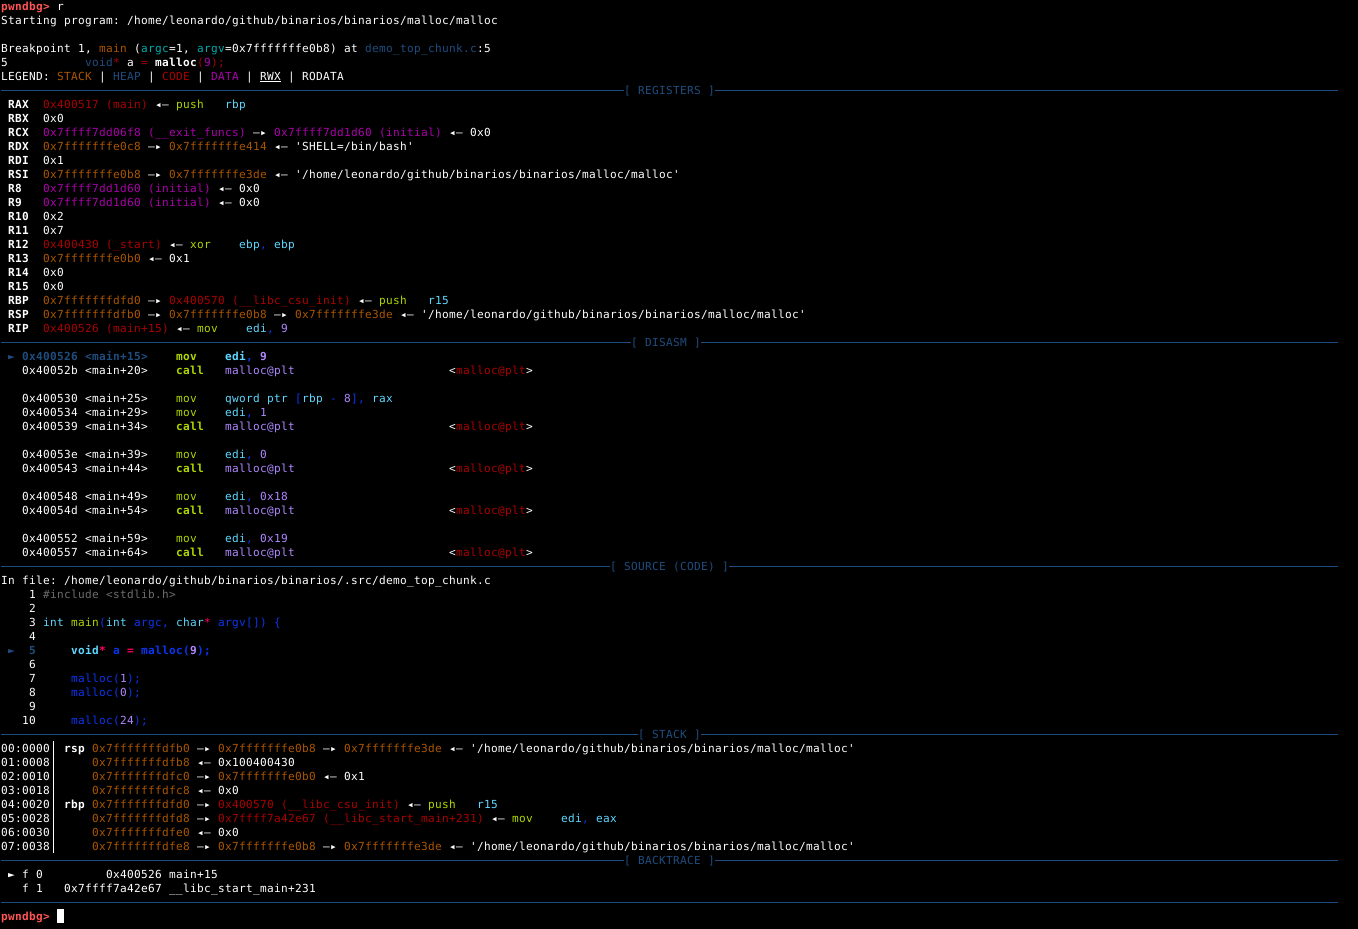 pwndbg> r
Starting program: /home/leonardo/github/binarios/binarios/malloc/malloc
Breakpoint 1, main (argc=1, argv=0x7fffffffe0b8) at demo_top_chunk.c:5
5           void* a = malloc(9);
LEGEND: STACK | HEAP | CODE | DATA | RWX | RODATA
[ REGISTERS ]
RAX  0x400517 (main) ◂— push   rbp
RBX  0x0
RCX  0x7ffff7dd06f8 (__exit_funcs) —▸ 0x7ffff7dd1d60 (initial) ◂— 0x0
RDX  0x7fffffffe0c8 —▸ 0x7fffffffe414 ◂— 'SHELL=/bin/bash'
RDI  0x1
RSI  0x7fffffffe0b8 —▸ 0x7fffffffe3de ◂— '/home/leonardo/github/binarios/binarios/malloc/malloc'
R8   0x7ffff7dd1d60 (initial) ◂— 0x0
R9   0x7ffff7dd1d60 (initial) ◂— 0x0
R10  0x2
R11  0x7
R12  0x400430 (_start) ◂— xor    ebp, ebp
R13  0x7fffffffe0b0 ◂— 0x1
R14  0x0
R15  0x0
RBP  0x7fffffffdfd0 —▸ 0x400570 (__libc_csu_init) ◂— push   r15
RSP  0x7fffffffdfb0 —▸ 0x7fffffffe0b8 —▸ 0x7fffffffe3de ◂— '/home/leonardo/github/binarios/binarios/malloc/malloc'
RIP  0x400526 (main+15) ◂— mov    edi, 9
[ DISASM ]
► 0x400526 <main+15>    mov    edi, 9
0x40052b <main+20>    call   malloc@plt                      <malloc@plt>
0x400530 <main+25>    mov    qword ptr [rbp - 8], rax
0x400534 <main+29>    mov    edi, 1
0x400539 <main+34>    call   malloc@plt                      <malloc@plt>
0x40053e <main+39>    mov    edi, 0
0x400543 <main+44>    call   malloc@plt                      <malloc@plt>
0x400548 <main+49>    mov    edi, 0x18
0x40054d <main+54>    call   malloc@plt                      <malloc@plt>
0x400552 <main+59>    mov    edi, 0x19
0x400557 <main+64>    call   malloc@plt                      <malloc@plt>
[ SOURCE (CODE) ]
In file: /home/leonardo/github/binarios/binarios/.src/demo_top_chunk.c
1 #include <stdlib.h>
2
3 int main(int argc, char* argv[]) {
4
► 5     void* a = malloc(9);
6
7     malloc(1);
8     malloc(0);
9
10     malloc(24);
[ STACK ]
00:0000│ rsp 0x7fffffffdfb0 —▸ 0x7fffffffe0b8 —▸ 0x7fffffffe3de ◂— '/home/leonardo/github/binarios/binarios/malloc/malloc'
01:0008│     0x7fffffffdfb8 ◂— 0x100400430
02:0010│     0x7fffffffdfc0 —▸ 0x7fffffffe0b0 ◂— 0x1
03:0018│     0x7fffffffdfc8 ◂— 0x0
04:0020│ rbp 0x7fffffffdfd0 —▸ 0x400570 (__libc_csu_init) ◂— push   r15
05:0028│     0x7fffffffdfd8 —▸ 0x7ffff7a42e67 (__libc_start_main+231) ◂— mov    edi, eax
06:0030│     0x7fffffffdfe0 ◂— 0x0
07:0038│     0x7fffffffdfe8 —▸ 0x7fffffffe0b8 —▸ 0x7fffffffe3de ◂— '/home/leonardo/github/binarios/binarios/malloc/malloc'
[ BACKTRACE ]
► f 0         0x400526 main+15
f 1   0x7ffff7a42e67 __libc_start_main+231
pwndbg>